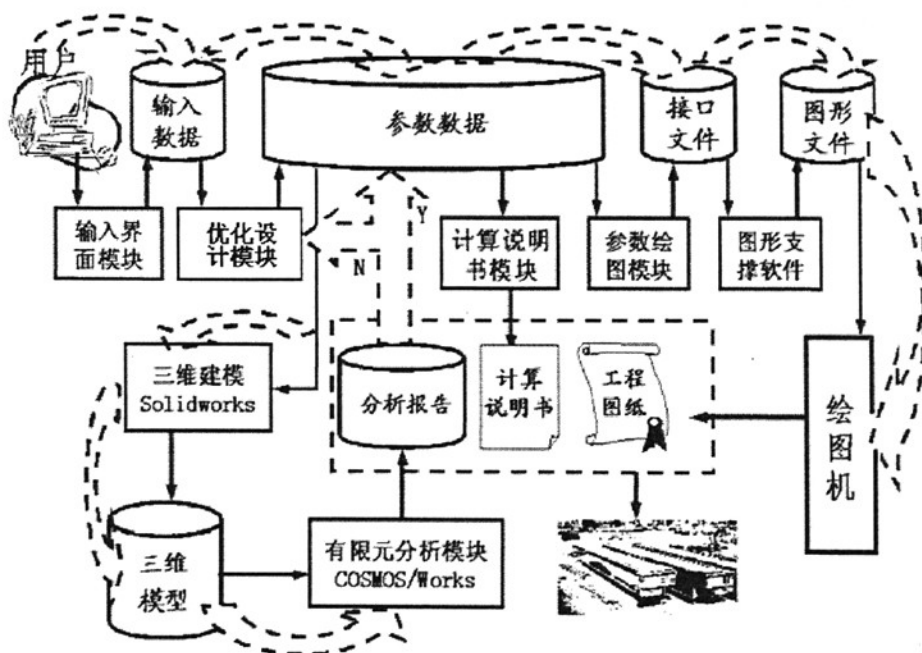 用户
输入
数据
参数数据
接口
文件
图形
文件
输入界
面模块
优化设
计模块
N
Y
计算说明
书模块
参数绘
图模块
图形支
撑软件
三维建模
Solidworks
分析报告
计算
说明书
工程
图纸
绘
图
机
三维
模型
有限元分析模块
COSMOS/Works